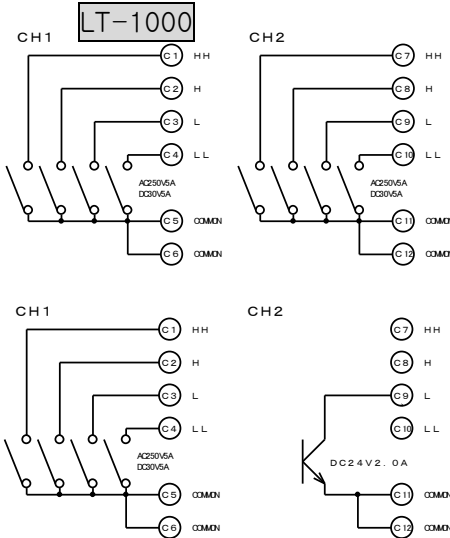 LT-1000
CH1
C1 HH
C2 H
C3 L
C4 LL
AC250V5A
DC30V5A
C5 COMMON
C6 COMMON
CH2
C7 HH
C8 H
C9 L
C10 LL
AC250V5A
DC30V5A
C11 COMMON
C12 COMMON
CH1
C1 HH
C2 H
C3 L
C4 LL
AC250V5A
DC30V5A
C5 COMMON
C6 COMMON
CH2
C7 HH
C8 H
C9 L
C10 LL
DC24V2.0A
C11 COMMON
C12 COMMON